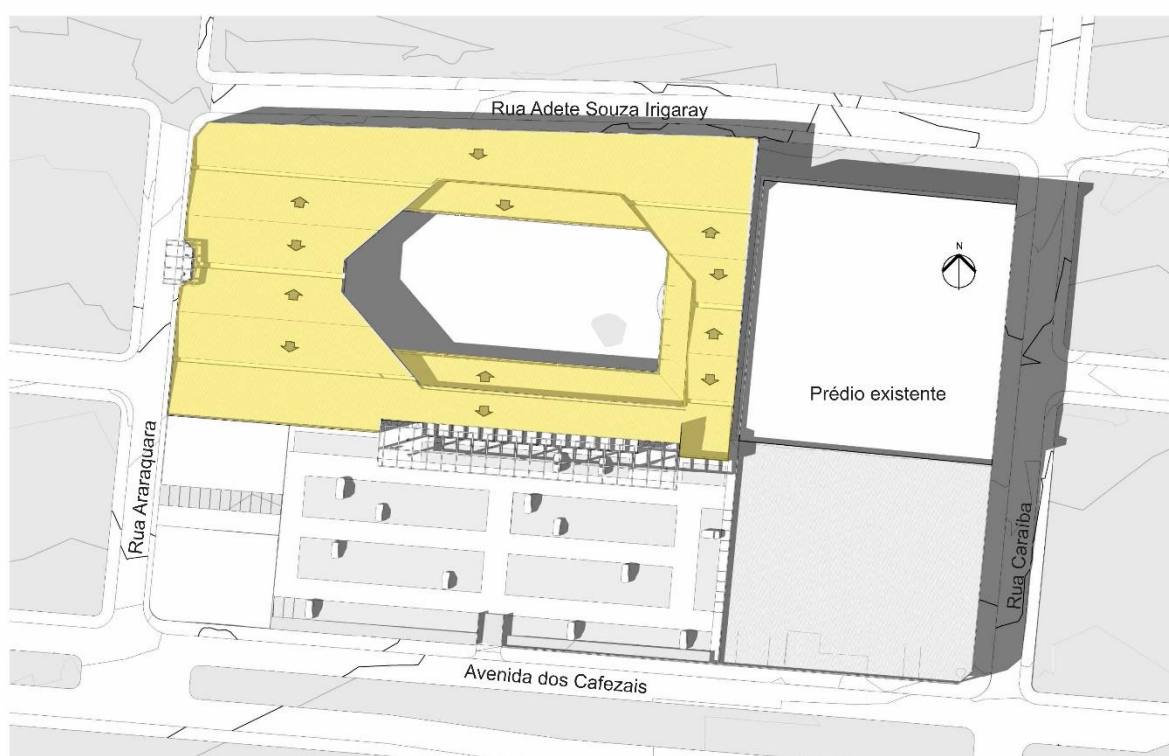 Rua Adete Souza Irigaray
N
Prédio existente
Rua Araraquara
Rua Caraíba
Avenida dos Cafezais